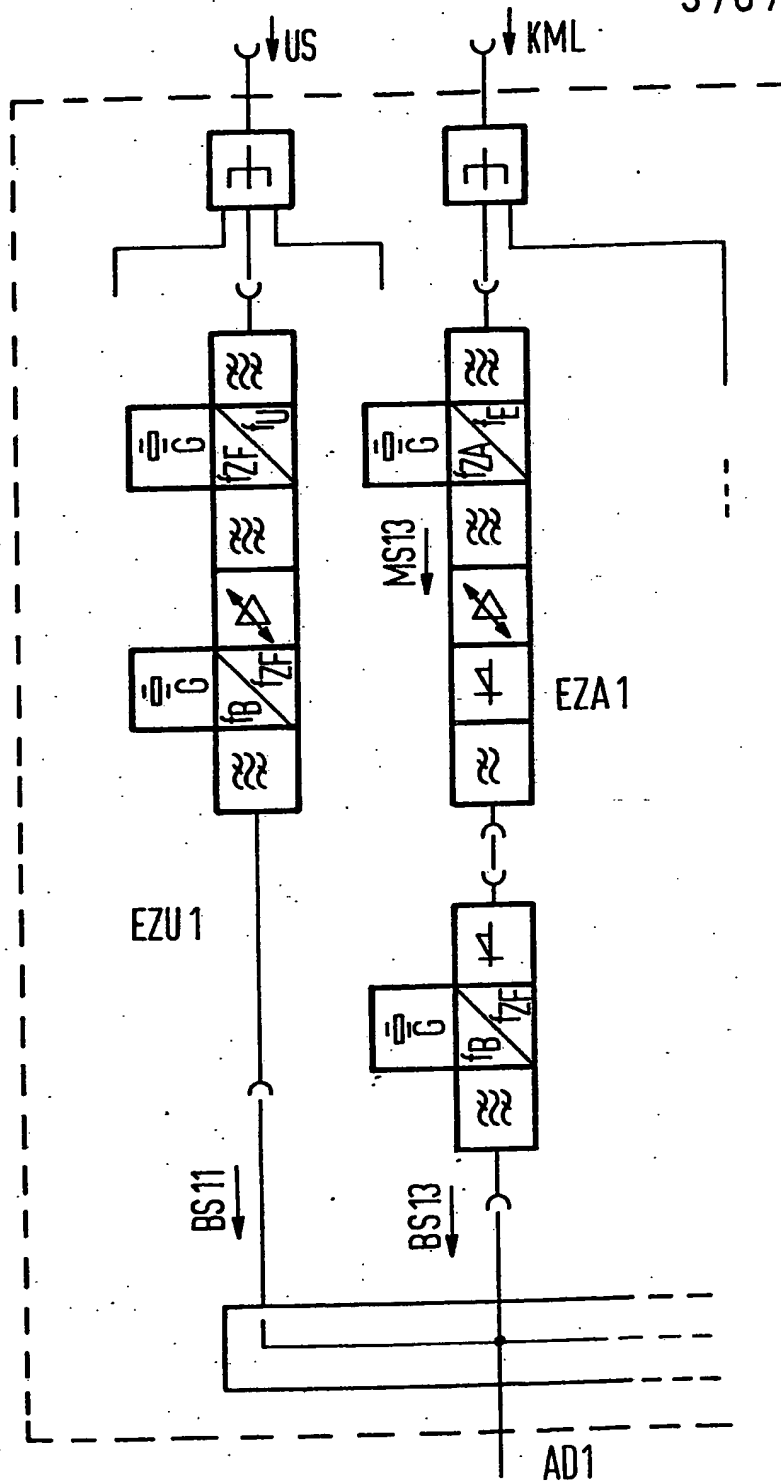 US
KML
G
fZF fU
G
fZA fE
MS13
G
fB fZF
EZA1
EZU1
G
fB fZF
BS11
BS13
AD1